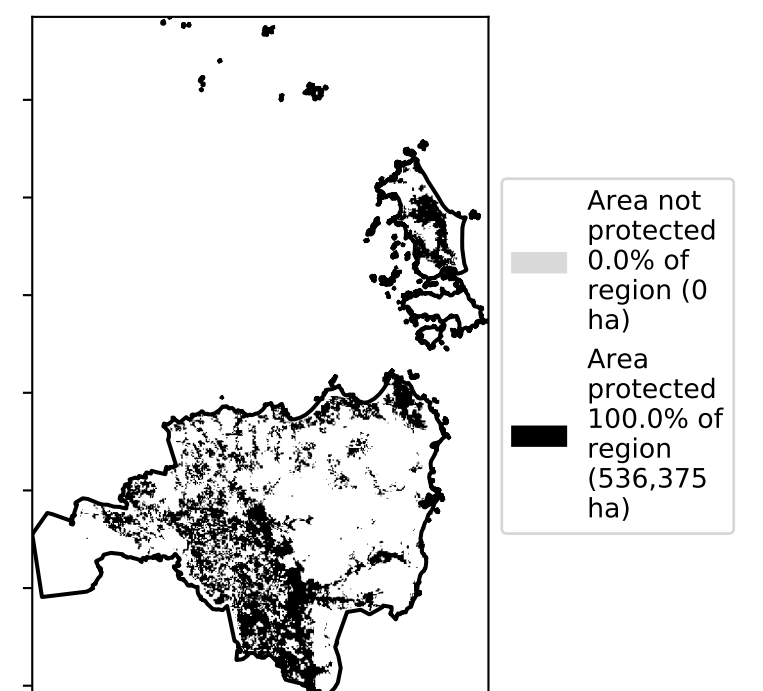 Area not
protected
0.0% of
region (0
ha)
Area
protected
100.0% of
region
(536,375
ha)